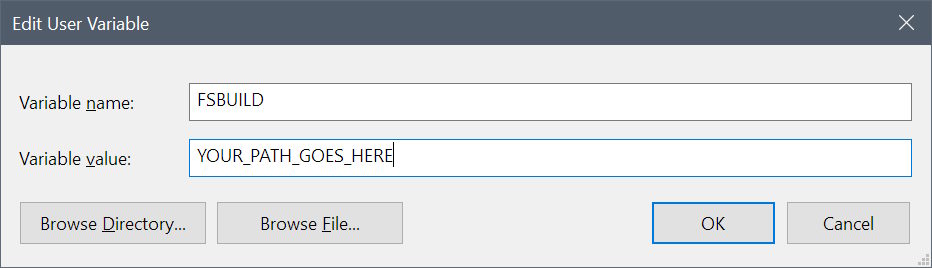 Edit User Variable
Variable name:
FSBUILD
Variable value:
YOUR_PATH_GOES_HERE
Browse Directory...
Browse File...
OK
Cancel